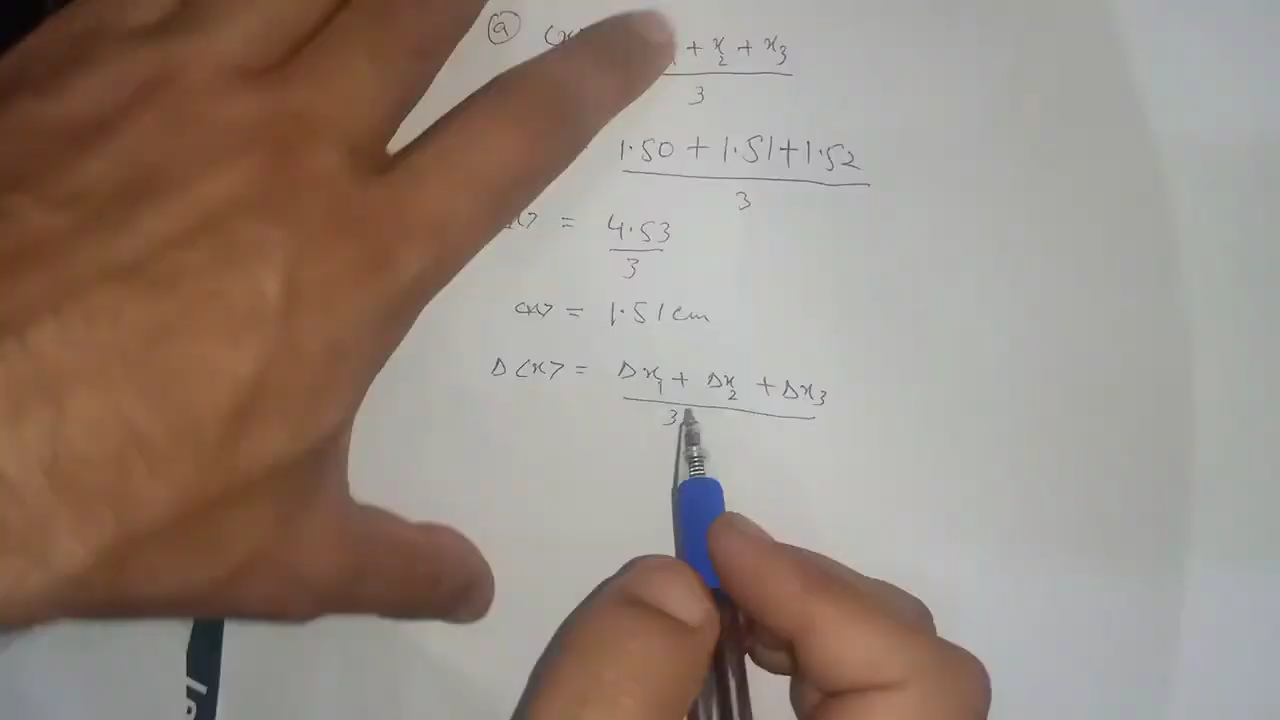 ⓐ <x + x₂ + x₃
3
1.50 + 1.51 + 1.52
3
x> = 4.53
3
<x> = 1.51 cm
Δ<x> = Δx₁ + Δx₂ + Δx₃
3